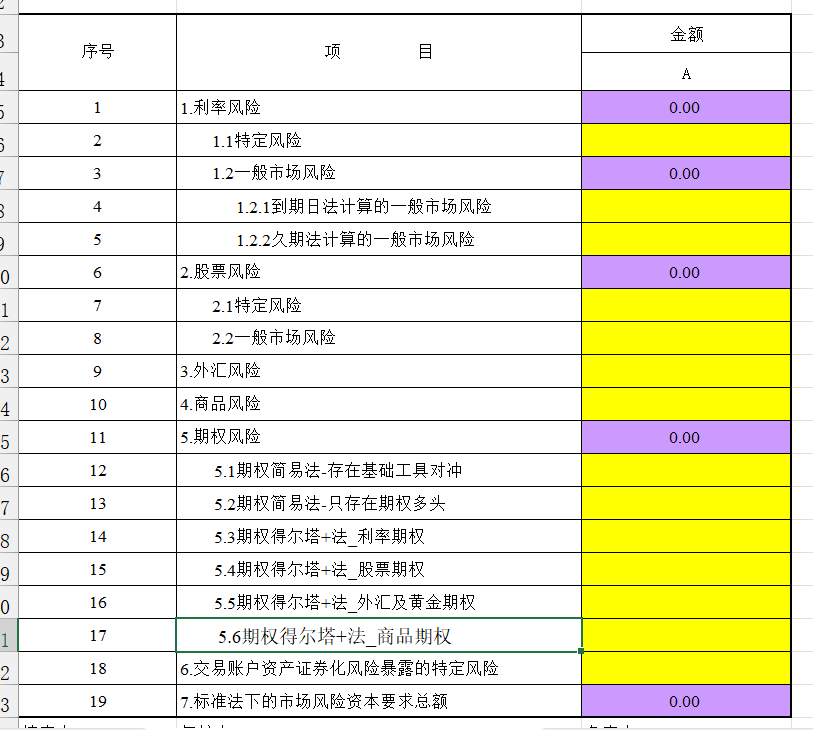 序号 项 目 金额
A
1 1.利率风险 0.00
2 1.1特定风险
3 1.2一般市场风险 0.00
4 1.2.1到期日法计算的一般市场风险
5 1.2.2久期法计算的一般市场风险
6 2.股票风险 0.00
7 2.1特定风险
8 2.2一般市场风险
9 3.外汇风险
10 4.商品风险
11 5.期权风险 0.00
12 5.1期权简易法-存在基础工具对冲
13 5.2期权简易法-只存在期权多头
14 5.3期权得尔塔+法_利率期权
15 5.4期权得尔塔+法_股票期权
16 5.5期权得尔塔+法_外汇及黄金期权
17 5.6期权得尔塔+法_商品期权
18 6.交易账户资产证券化风险暴露的特定风险
19 7.标准法下的市场风险资本要求总额 0.00